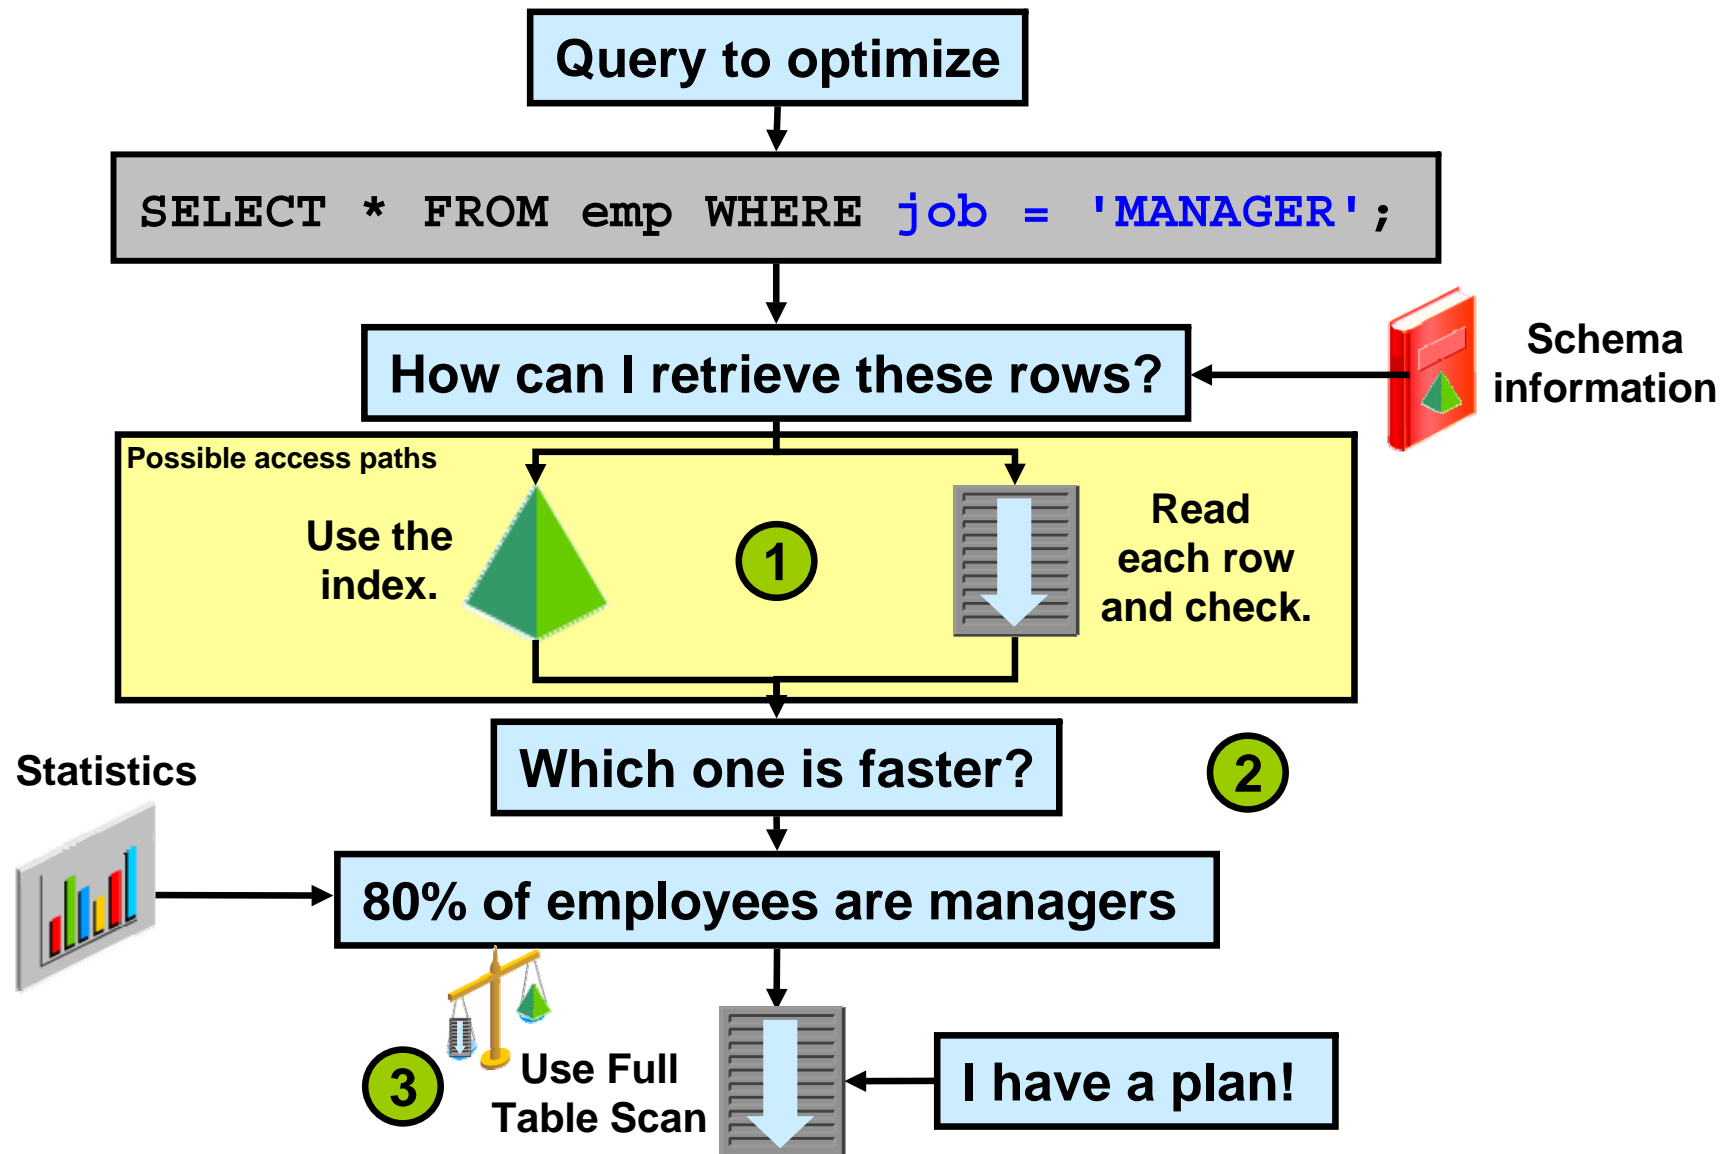 Query to optimize
SELECT * FROM emp WHERE job = 'MANAGER';
How can I retrieve these rows?
Schema
information
Possible access paths
Use the
index.
1
Read
each row
and check.
Which one is faster?
2
Statistics
80% of employees are managers
3
Use Full
Table Scan
I have a plan!